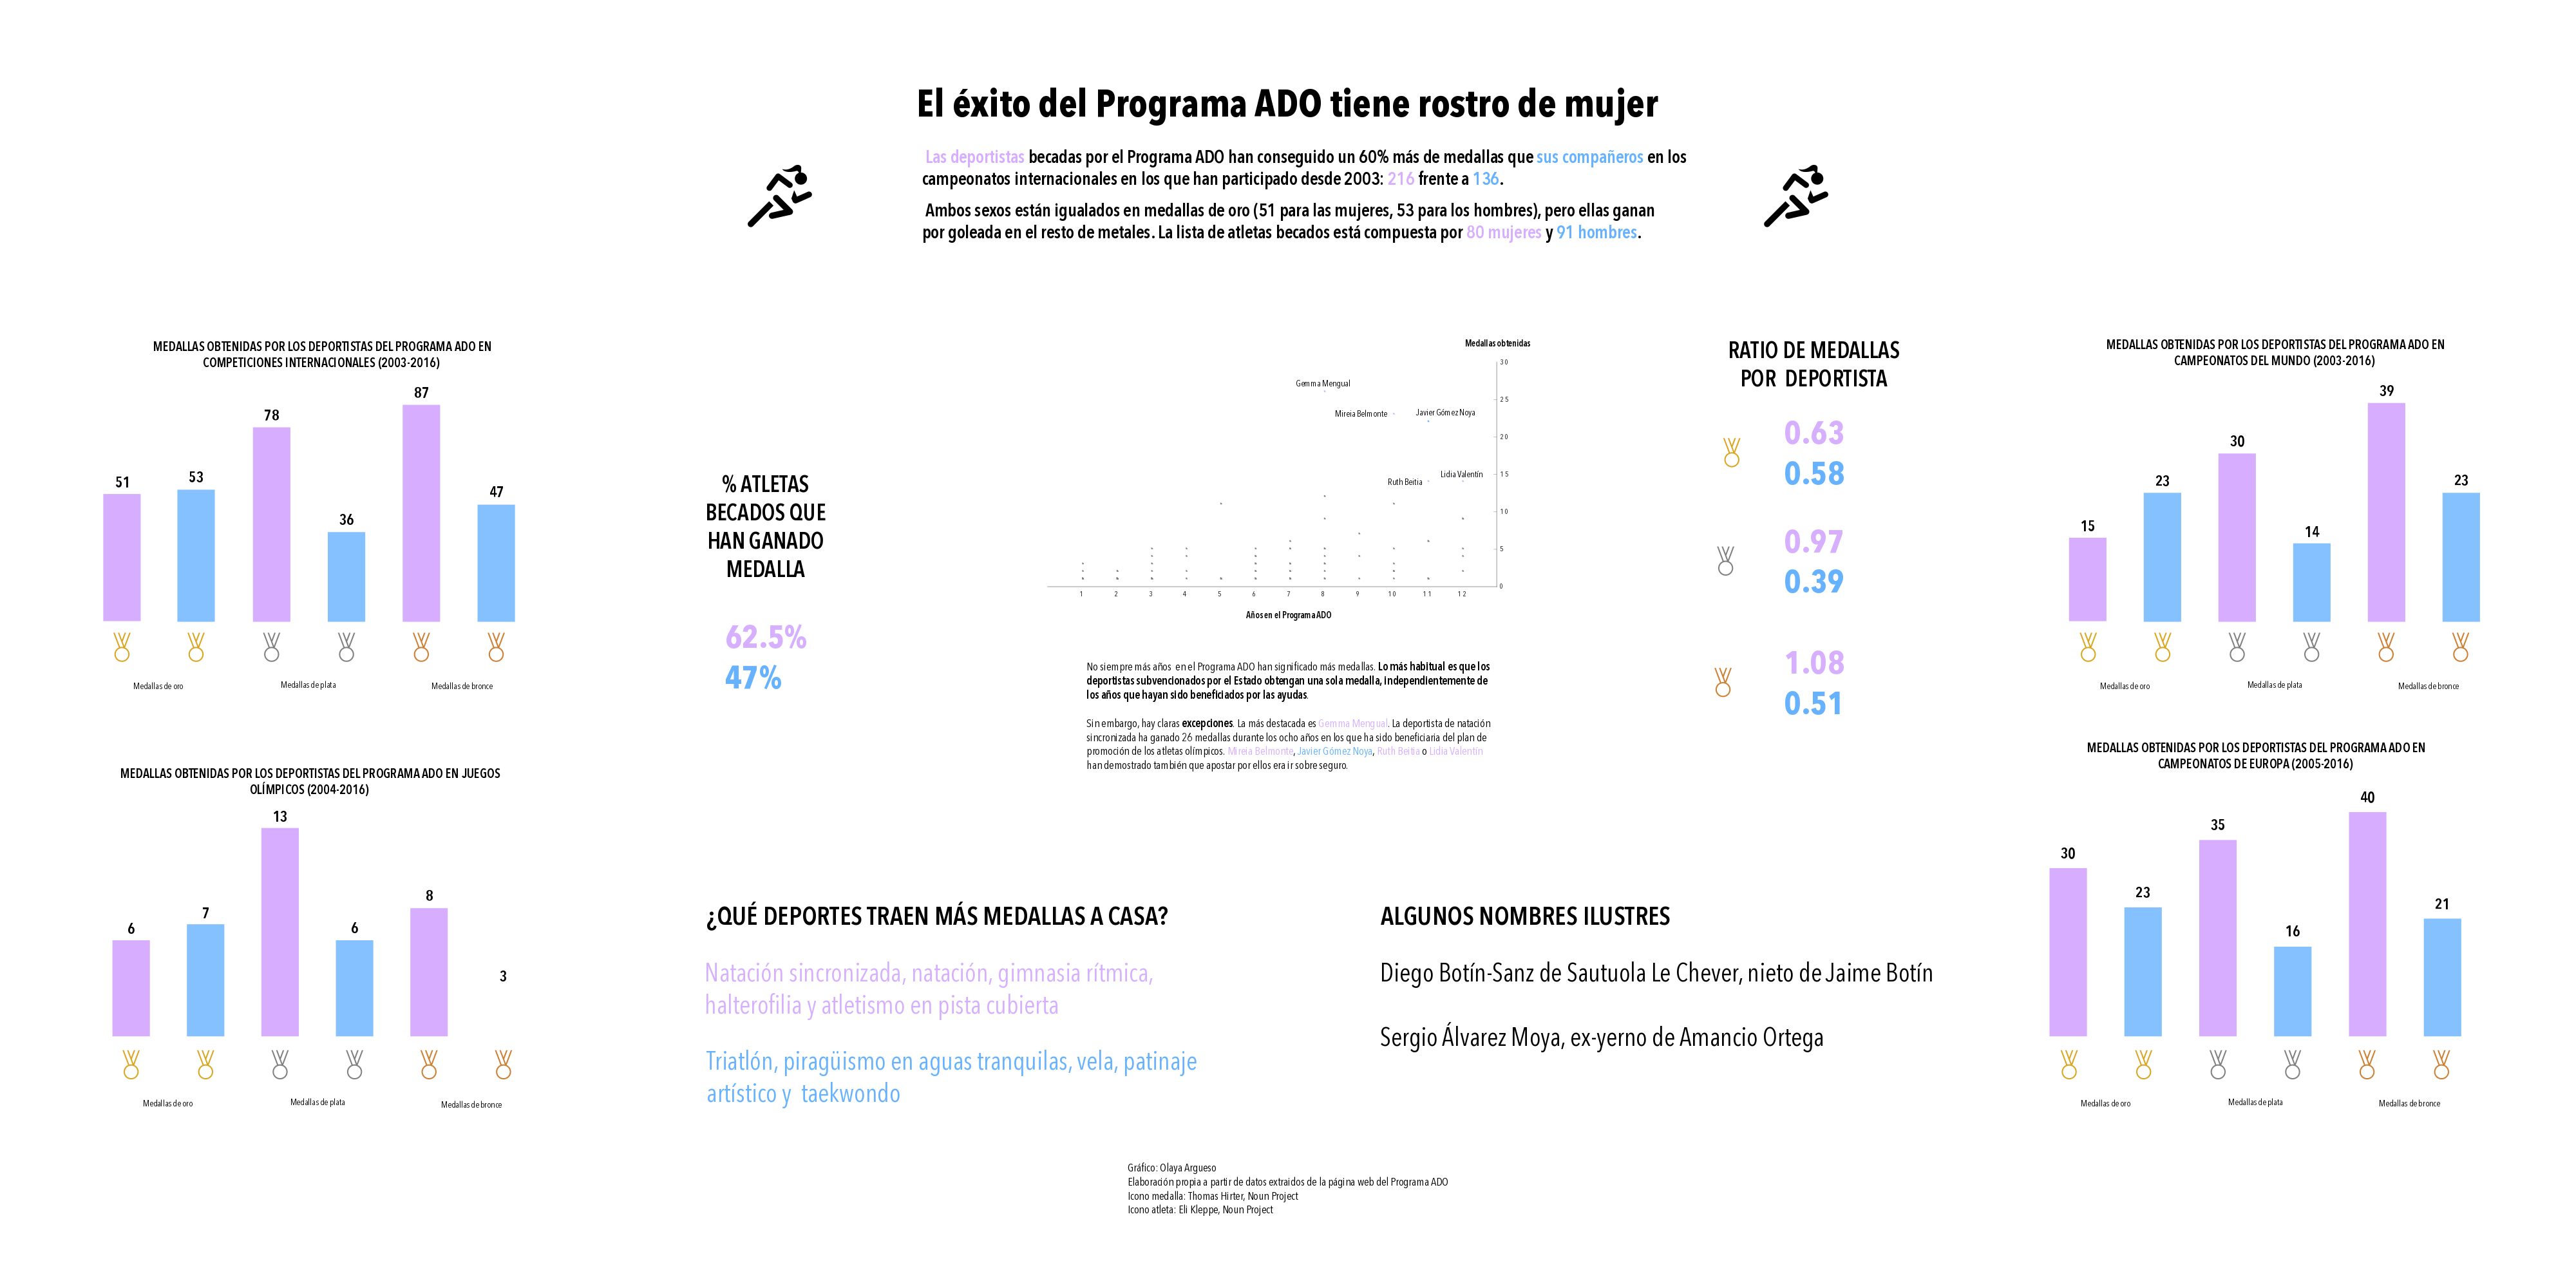 El éxito del Programa ADO tiene rostro de mujer
Las deportistas becadas por el Programa ADO han conseguido un 60% más de medallas que sus compañeros en los
campeonatos internacionales en los que han participado desde 2003: 216 frente a 136.
Ambos sexos están igualados en medallas de oro (51 para las mujeres, 53 para los hombres), pero ellas ganan
por goleada en el resto de metales. La lista de atletas becados está compuesta por 80 mujeres y 91 hombres.
MEDALLAS OBTENIDAS POR LOS DEPORTISTAS DEL PROGRAMA ADO EN
COMPETICIONES INTERNACIONALES (2003-2016)
51
53
78
36
87
47
Medallas de oro
Medallas de plata
Medallas de bronce
MEDALLAS OBTENIDAS POR LOS DEPORTISTAS DEL PROGRAMA ADO EN JUEGOS
OLÍMPICOS (2004-2016)
6
7
13
6
8
3
Medallas de oro
Medallas de plata
Medallas de bronce
% ATLETAS
BECADOS QUE
HAN GANADO
MEDALLA
62.5%
47%
Medallas obtenidas
30
25
20
15
10
5
0
Gemma Mengual
Mireia Belmonte
Javier Gómez Noya
Lidia Valentín
Ruth Beitia
1 2 3 4 5 6 7 8 9 10 11 12
Años en el Programa ADO
No siempre más años en el Programa ADO han significado más medallas. Lo más habitual es que los
deportistas subvencionados por el Estado obtengan una sola medalla, independientemente de
los años que hayan sido beneficiados por las ayudas.
Sin embargo, hay claras excepciones. La más destacada es Gemma Mengual. La deportista de natación
sincronizada ha ganado 26 medallas durante los ocho años en los que ha sido beneficiaria del plan de
promoción de los atletas olímpicos. Mireia Belmonte, Javier Gómez Noya, Ruth Beitia o Lidia Valentín
han demostrado también que apostar por ellos era ir sobre seguro.
RATIO DE MEDALLAS
POR DEPORTISTA
0.63
0.58
0.97
0.39
1.08
0.51
MEDALLAS OBTENIDAS POR LOS DEPORTISTAS DEL PROGRAMA ADO EN
CAMPEONATOS DEL MUNDO (2003-2016)
15
23
30
14
39
23
Medallas de oro
Medallas de plata
Medallas de bronce
MEDALLAS OBTENIDAS POR LOS DEPORTISTAS DEL PROGRAMA ADO EN
CAMPEONATOS DE EUROPA (2005-2016)
30
23
35
16
40
21
Medallas de oro
Medallas de plata
Medallas de bronce
¿QUÉ DEPORTES TRAEN MÁS MEDALLAS A CASA?
Natación sincronizada, natación, gimnasia rítmica,
halterofilia y atletismo en pista cubierta
Triatlón, piragüismo en aguas tranquilas, vela, patinaje
artístico y taekwondo
ALGUNOS NOMBRES ILUSTRES
Diego Botín-Sanz de Sautuola Le Chever, nieto de Jaime Botín
Sergio Álvarez Moya, ex-yerno de Amancio Ortega
Gráfico: Olaya Argueso
Elaboración propia a partir de datos extraidos de la página web del Programa ADO
Icono medalla: Thomas Hirter, Noun Project
Icono atleta: Eli Kleppe, Noun Project